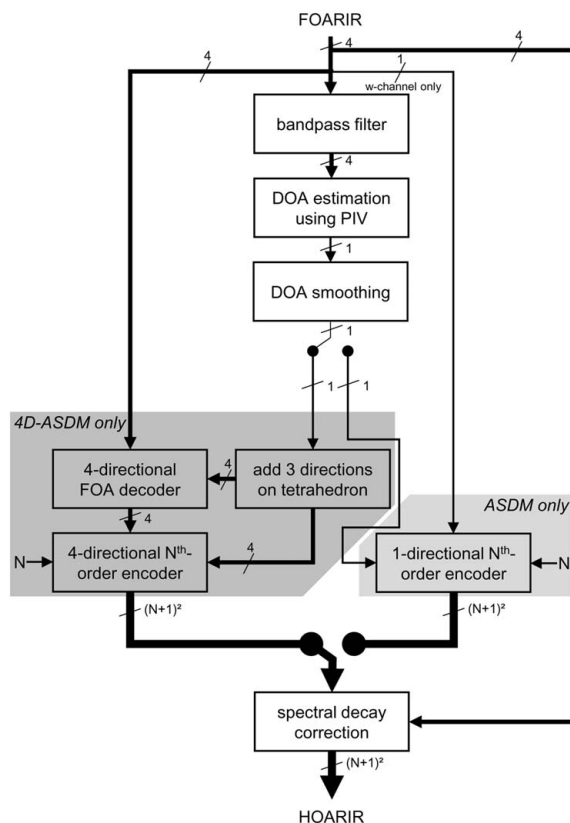 FOARIR
4
4
4
1
w-channel only
bandpass filter
4
DOA estimation
using PIV
1
DOA smoothing
1
1
1
4D-ASDM only
4-directional
FOA decoder
4
add 3 directions
on tetrahedron
4
4
ASDM only
N
4-directional Nth-
order encoder
1-directional Nth-
order encoder
N
(N+1)²
(N+1)²
spectral decay
correction
(N+1)²
HOARIR